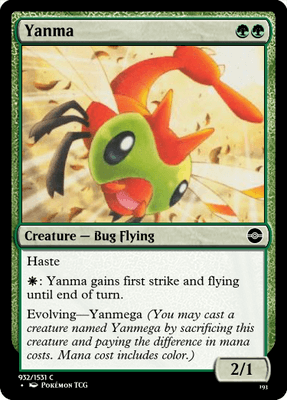 Yanma
Creature — Bug Flying
Haste
: Yanma gains first strike and flying
until end of turn.
Evolving—Yanmega (You may cast a
creature named Yanmega by sacrificing this
creature and paying the difference in mana
costs. Mana cost includes color.)
2/1
932/1531 C
• Pokémon TCG